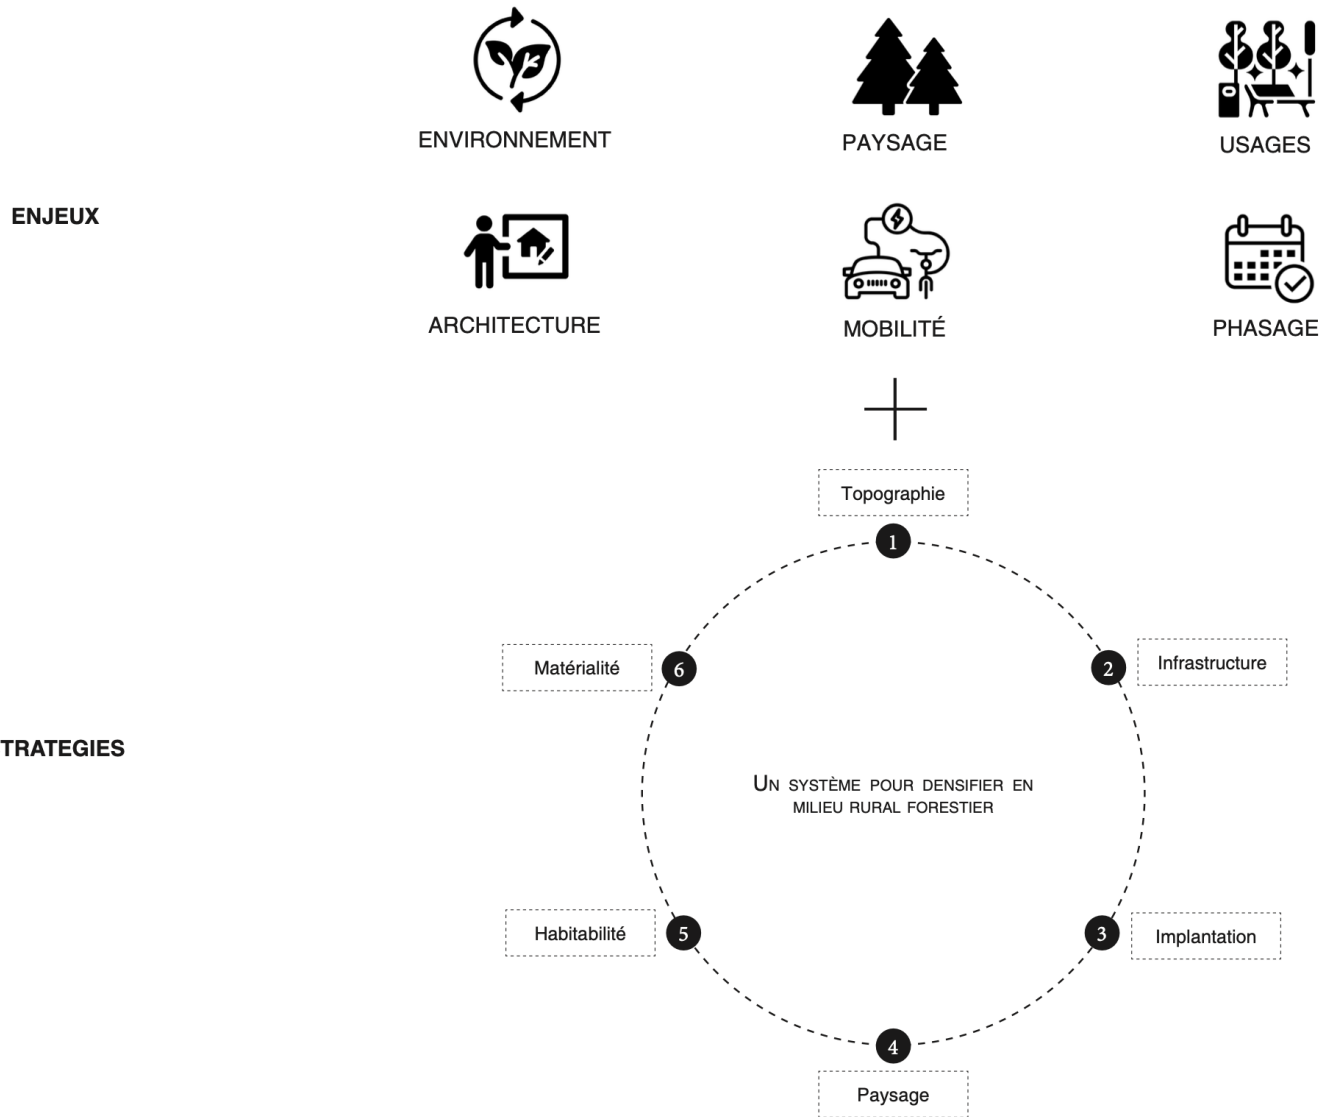 ENVIRONNEMENT
PAYSAGE
USAGES
ENJEUX
ARCHITECTURE
MOBILITÉ
PHASAGE
Topographie
1
Matérialité
6
2
Infrastructure
TRATEGIES
UN SYSTÈME POUR DENSIFIER EN
MILIEU RURAL FORESTIER
Habitabilité
5
3
Implantation
4
Paysage